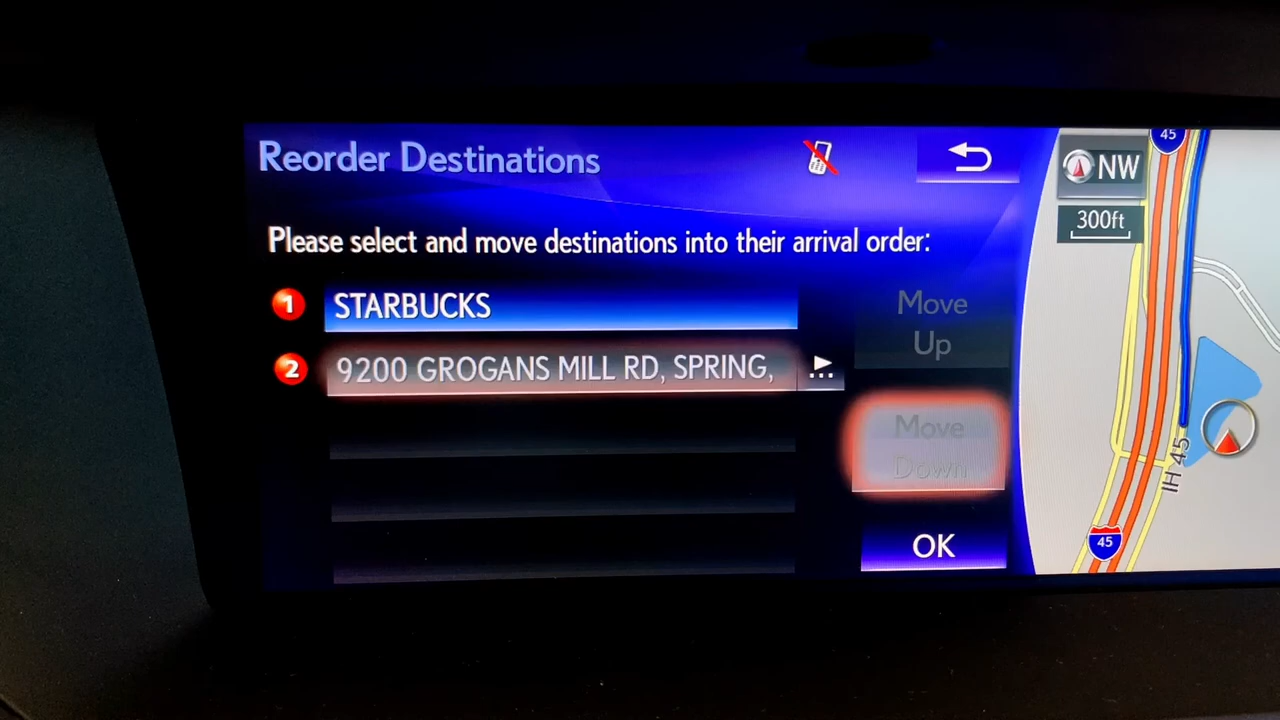 Reorder Destinations
Please select and move destinations into their arrival order:
1 STARBUCKS
2 9200 GROGANS MILL RD, SPRING, ...
Move
Up
Move
Down
OK
45
NW
300ft
IH 45
45